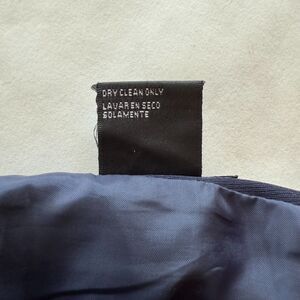 DRY CLEAN ONLY
LAVAR EN SECO
SOLAMENTE